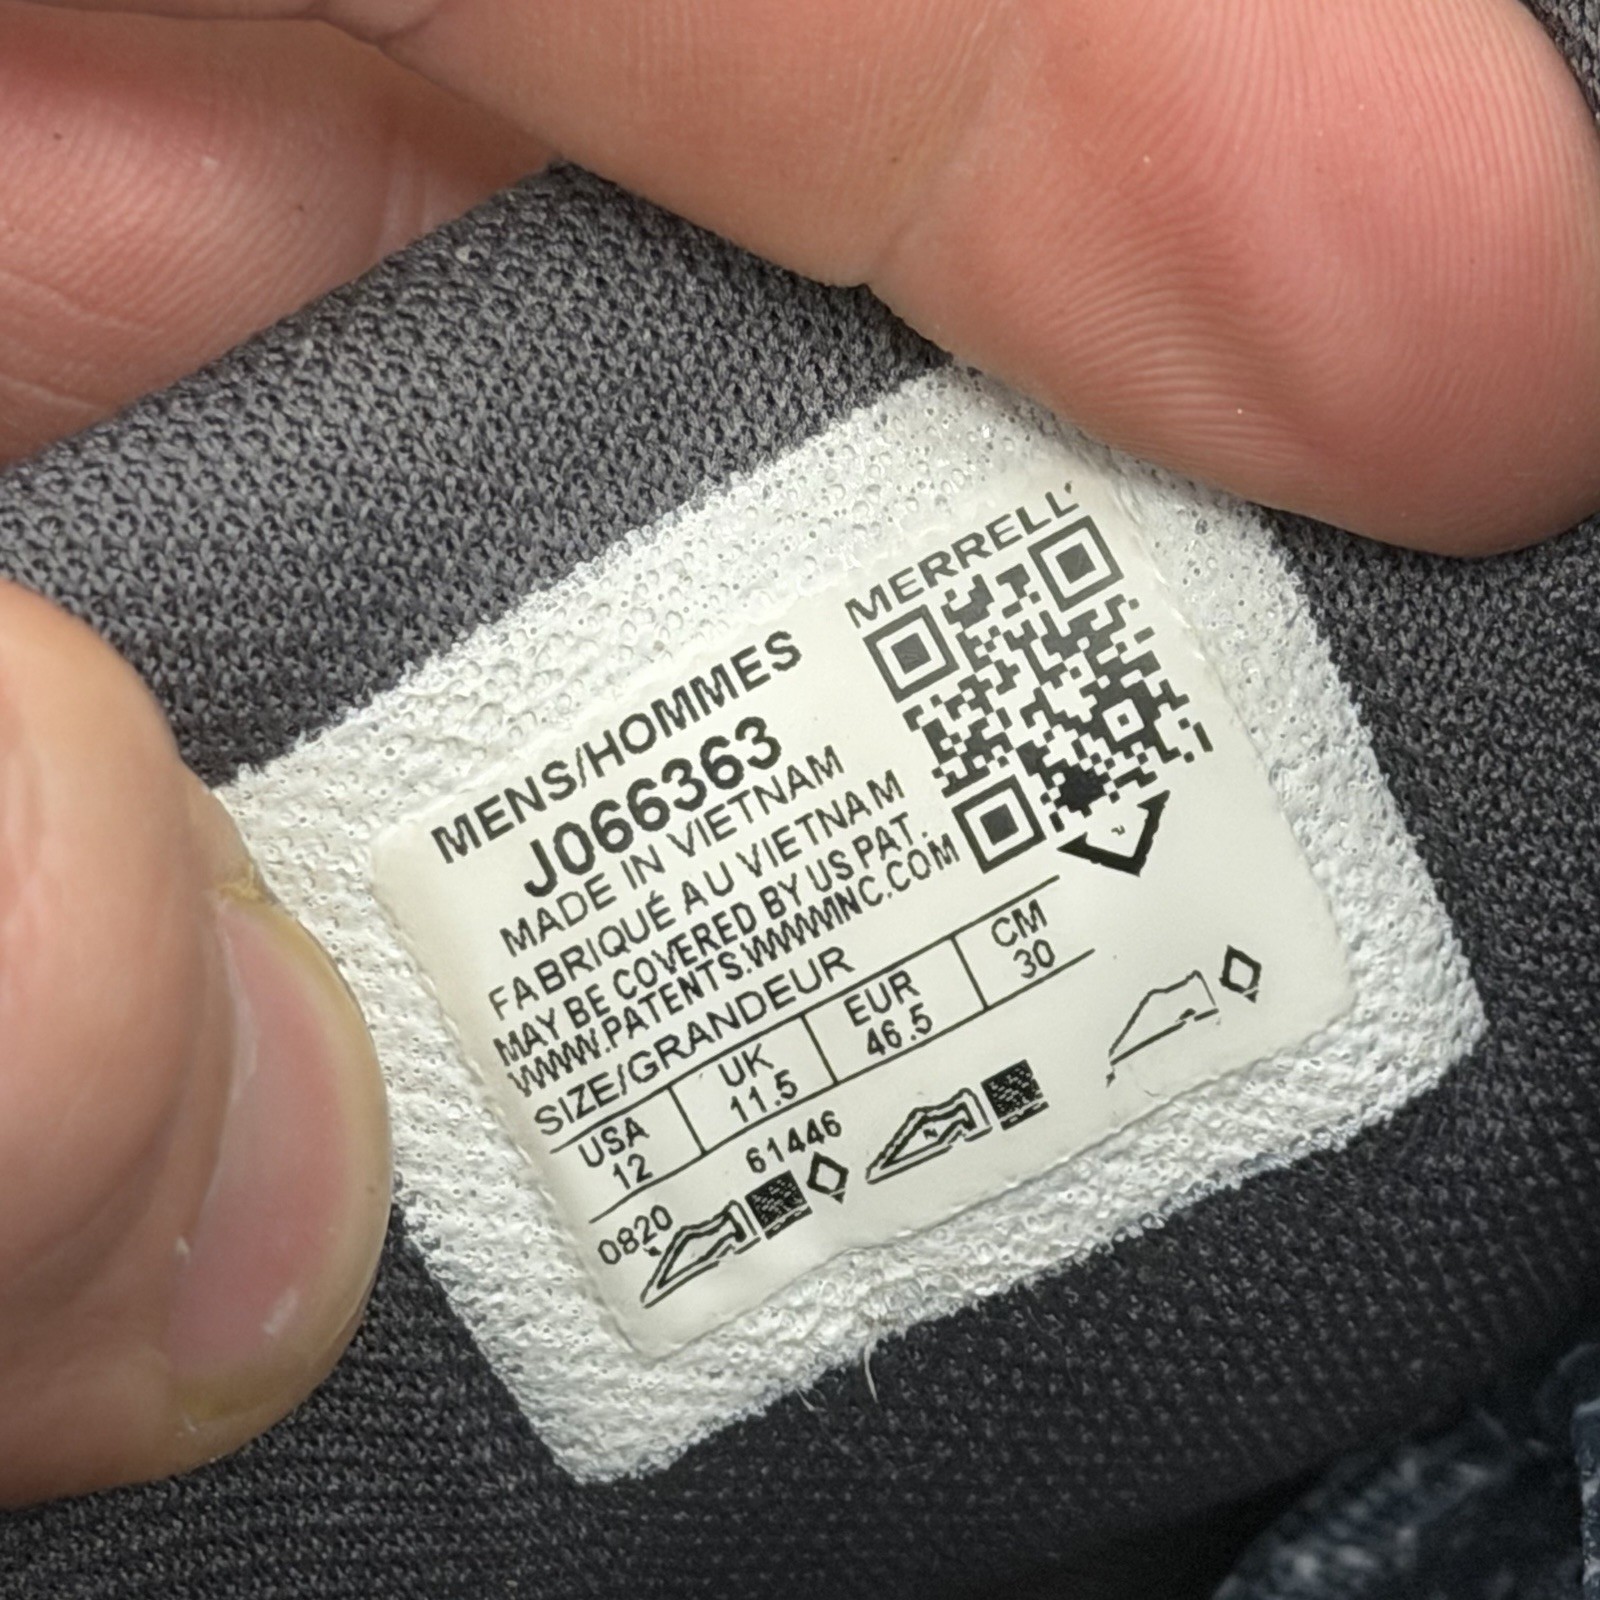 MERRELL
MENS/HOMMES
J066363
MADE IN VIETNAM
FABRIQUÉ AU VIETNAM
MAY BE COVERED BY US PAT.
WWW.PATENTS.WWWINC.COM
SIZE/GRANDEUR
USA UK EUR CM
12 11.5 46.5 30
0820 61446